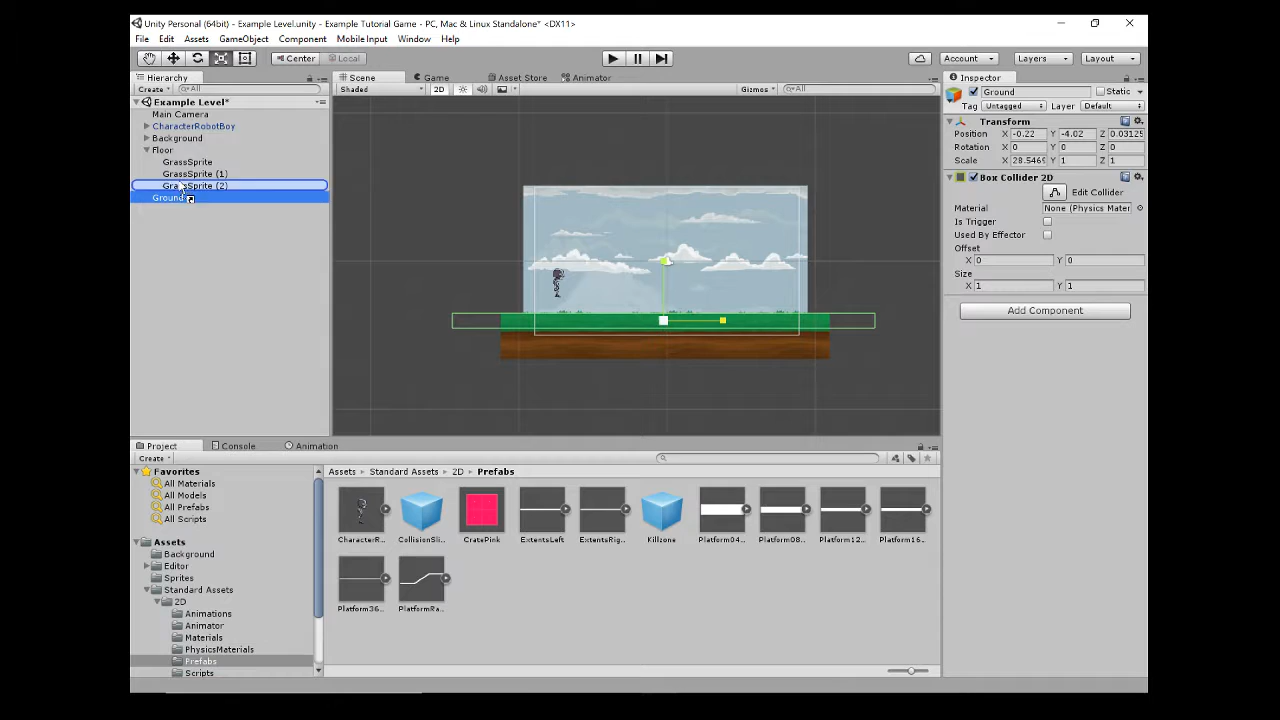 Unity Personal (64bit) - Example Level.unity - Example Tutorial Game - PC, Mac & Linux Standalone* <DX11>
File Edit Assets GameObject Component Mobile Input Window Help
Center Local Account Layers Layout
Hierarchy Scene Game Asset Store Animator Inspector
Create All Shaded 2D Gizmos All Ground Static
Example Level* Tag Untagged Layer Default
Main Camera Transform
CharacterRobotBoy Position X -0.22 Y -4.02 Z 0.03125
Background Rotation X 0 Y 0 Z 0
Floor Scale X 28.546 Y 1 Z 1
GrassSprite
GrassSprite (1) Box Collider 2D
GrassSprite (2) Edit Collider
Ground
Material None (Physics Mater
Is Trigger
Used By Effector
Offset
X 0 Y 0
Size
X 1 Y 1
Add Component
Project Console Animation
Create
Favorites Assets Standard Assets 2D Prefabs
All Materials
All Models
All Prefabs
All Scripts
CharacterR... CollisionSli... CratePink ExtentsLeft ExtentsRig... Killzone Platform04... Platform08... Platform12... Platform16...
Assets
Background
Editor
Sprites
Standard Assets
2D
Platform36... PlatformRa...
Animations
Animator
Materials
PhysicsMaterials
Prefabs
Scripts